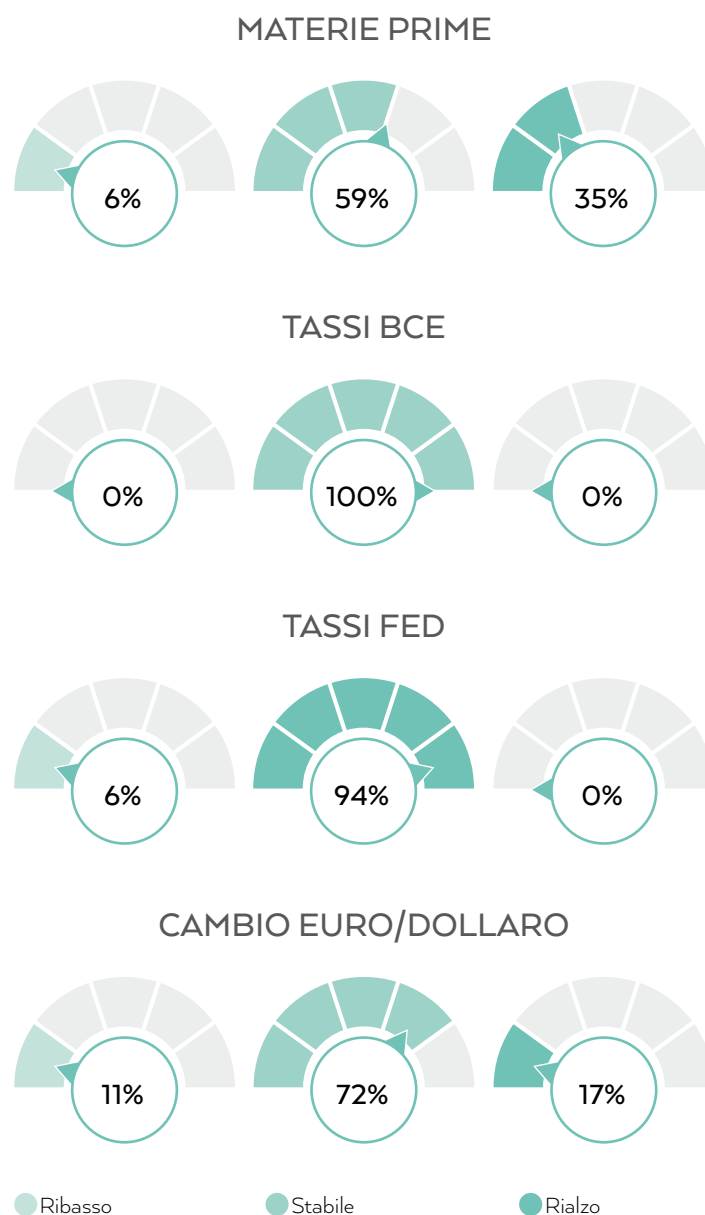 MATERIE PRIME
6% 59% 35%
TASSI BCE
0% 100% 0%
TASSI FED
6% 94% 0%
CAMBIO EURO/DOLLARO
11% 72% 17%
Ribasso Stabile Rialzo